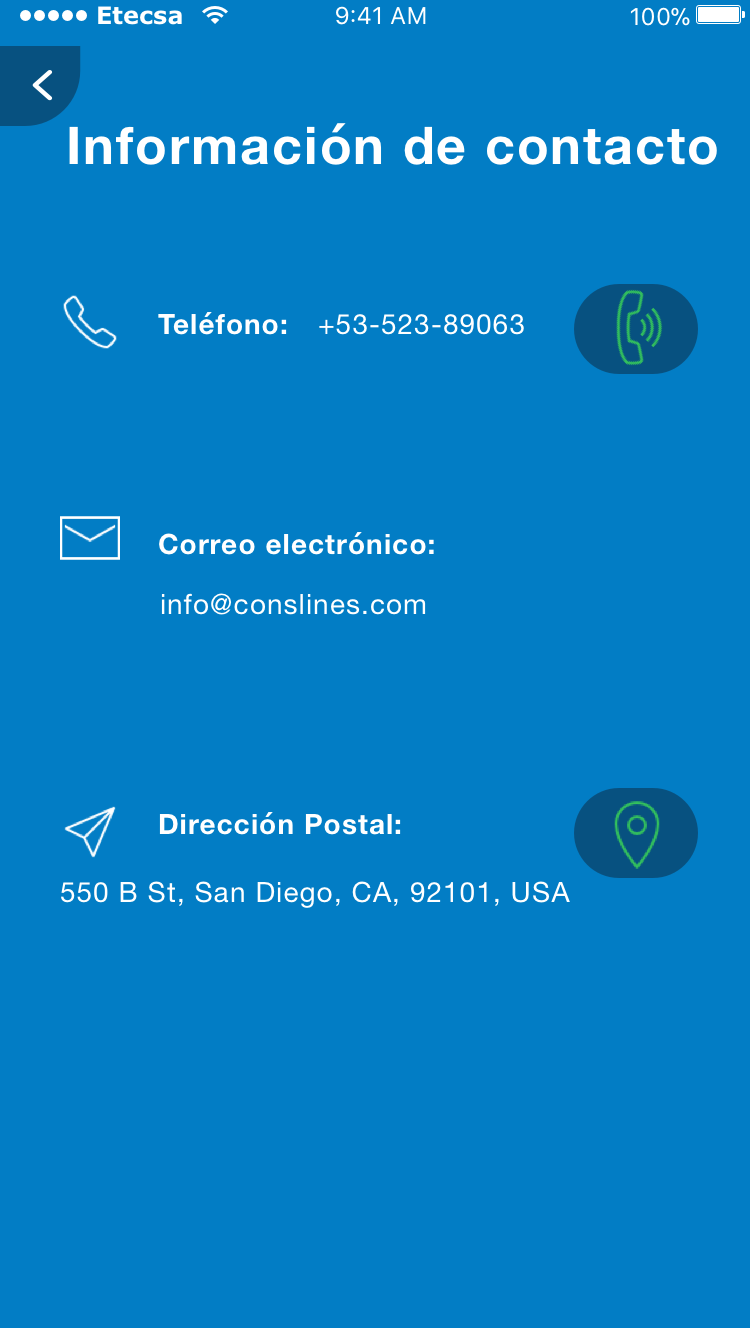 Etecsa 9:41 AM 100%
Información de contacto
Teléfono: +53-523-89063
Correo electrónico:
info@conslines.com
Dirección Postal:
550 B St, San Diego, CA, 92101, USA